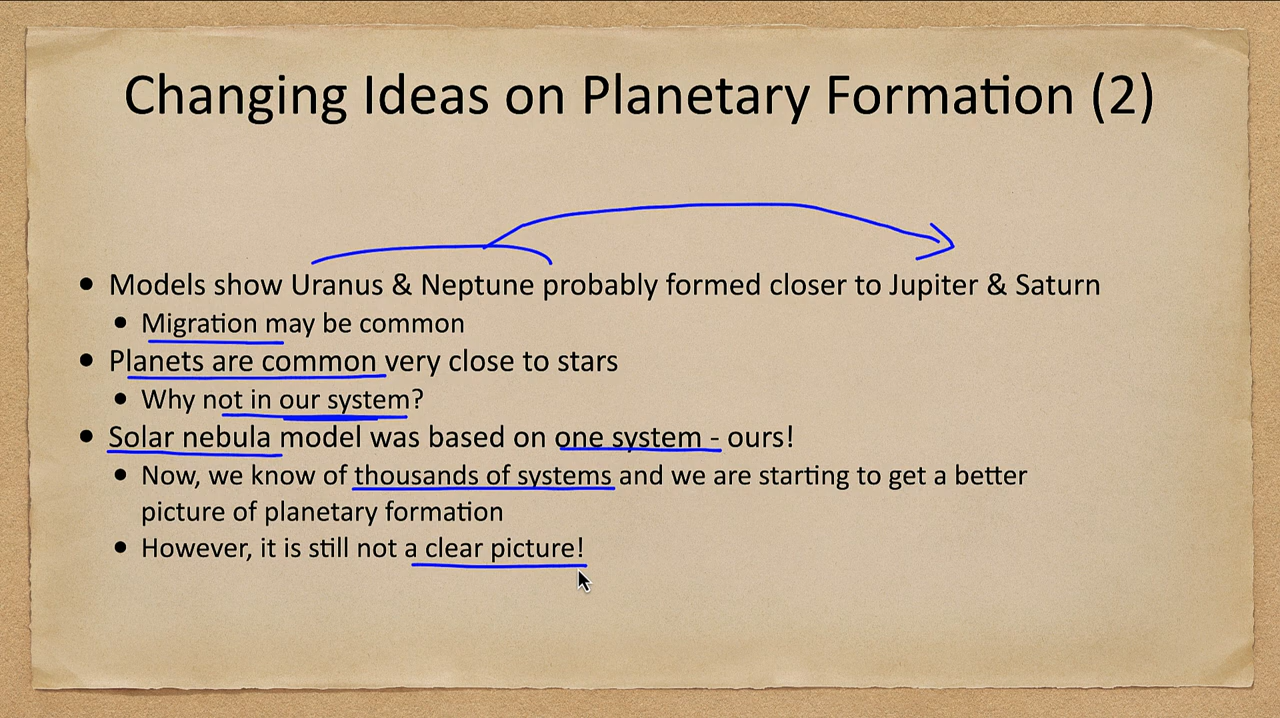 Changing Ideas on Planetary Formation (2)
• Models show Uranus & Neptune probably formed closer to Jupiter & Saturn
• Migration may be common
• Planets are common very close to stars
• Why not in our system?
• Solar nebula model was based on one system - ours!
• Now, we know of thousands of systems and we are starting to get a better
picture of planetary formation
• However, it is still not a clear picture!